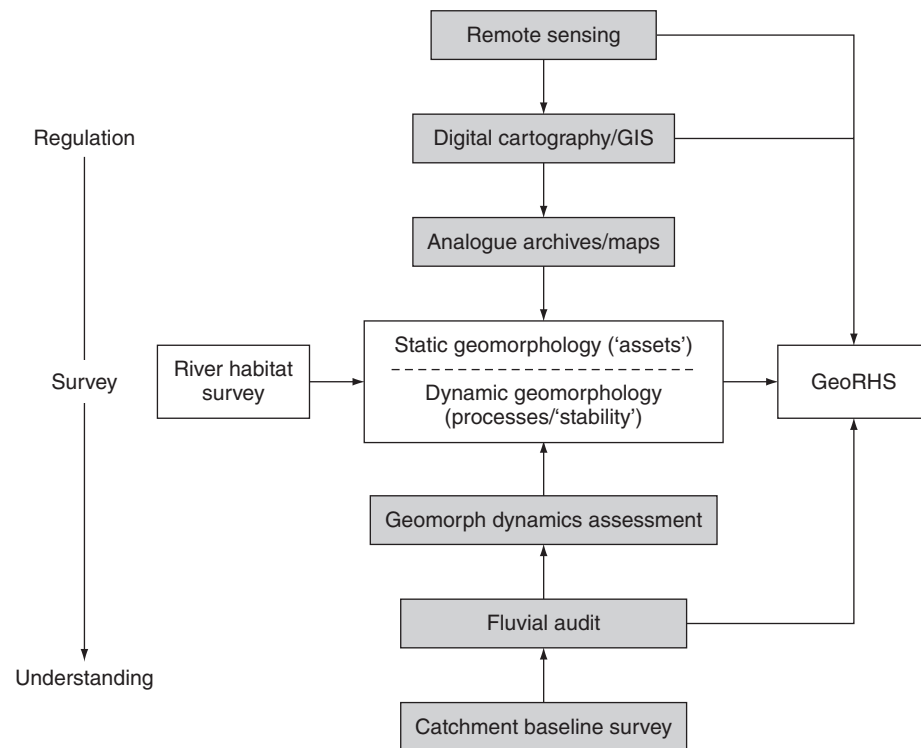 Remote sensing
Regulation
Digital cartography/GIS
Analogue archives/maps
Static geomorphology (‘assets’)
River habitat
survey
Survey
Dynamic geomorphology
(processes/‘stability’)
GeoRHS
Geomorph dynamics assessment
Fluvial audit
Understanding
Catchment baseline survey